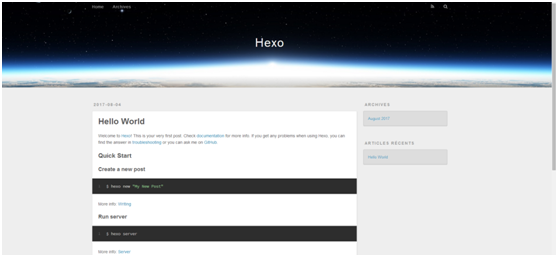 Home Archives
Hexo
2017-08-04
Hello World
Welcome to Hexo! This is your very first post. Check documentation for more info. If you get any problems when using Hexo, you can
find the answer in troubleshooting or you can ask me on GitHub.
Quick Start
Create a new post
1 $ hexo new "My New Post"
More info: Writing
Run server
1 $ hexo server
More info: Server
ARCHIVES
August 2017
ARTICLES RECENTS
Hello World